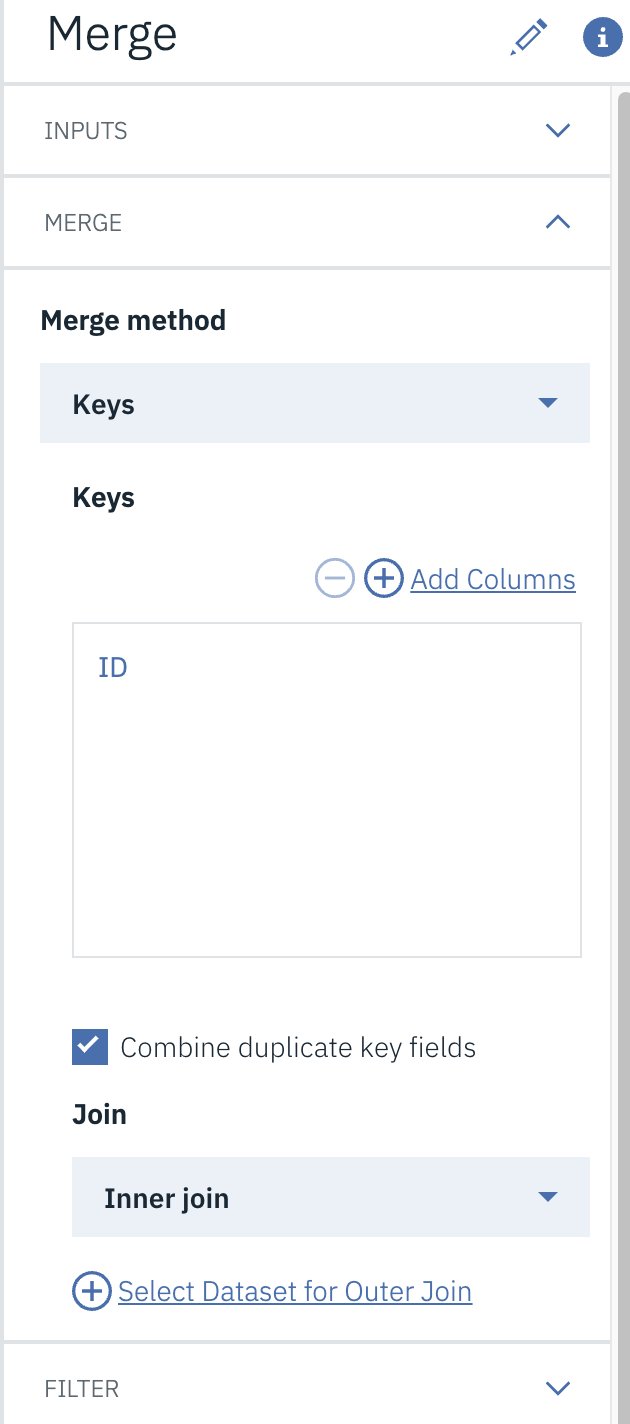 Merge
INPUTS
MERGE
Merge method
Keys
Keys
Add Columns
ID
Combine duplicate key fields
Join
Inner join
Select Dataset for Outer Join
FILTER